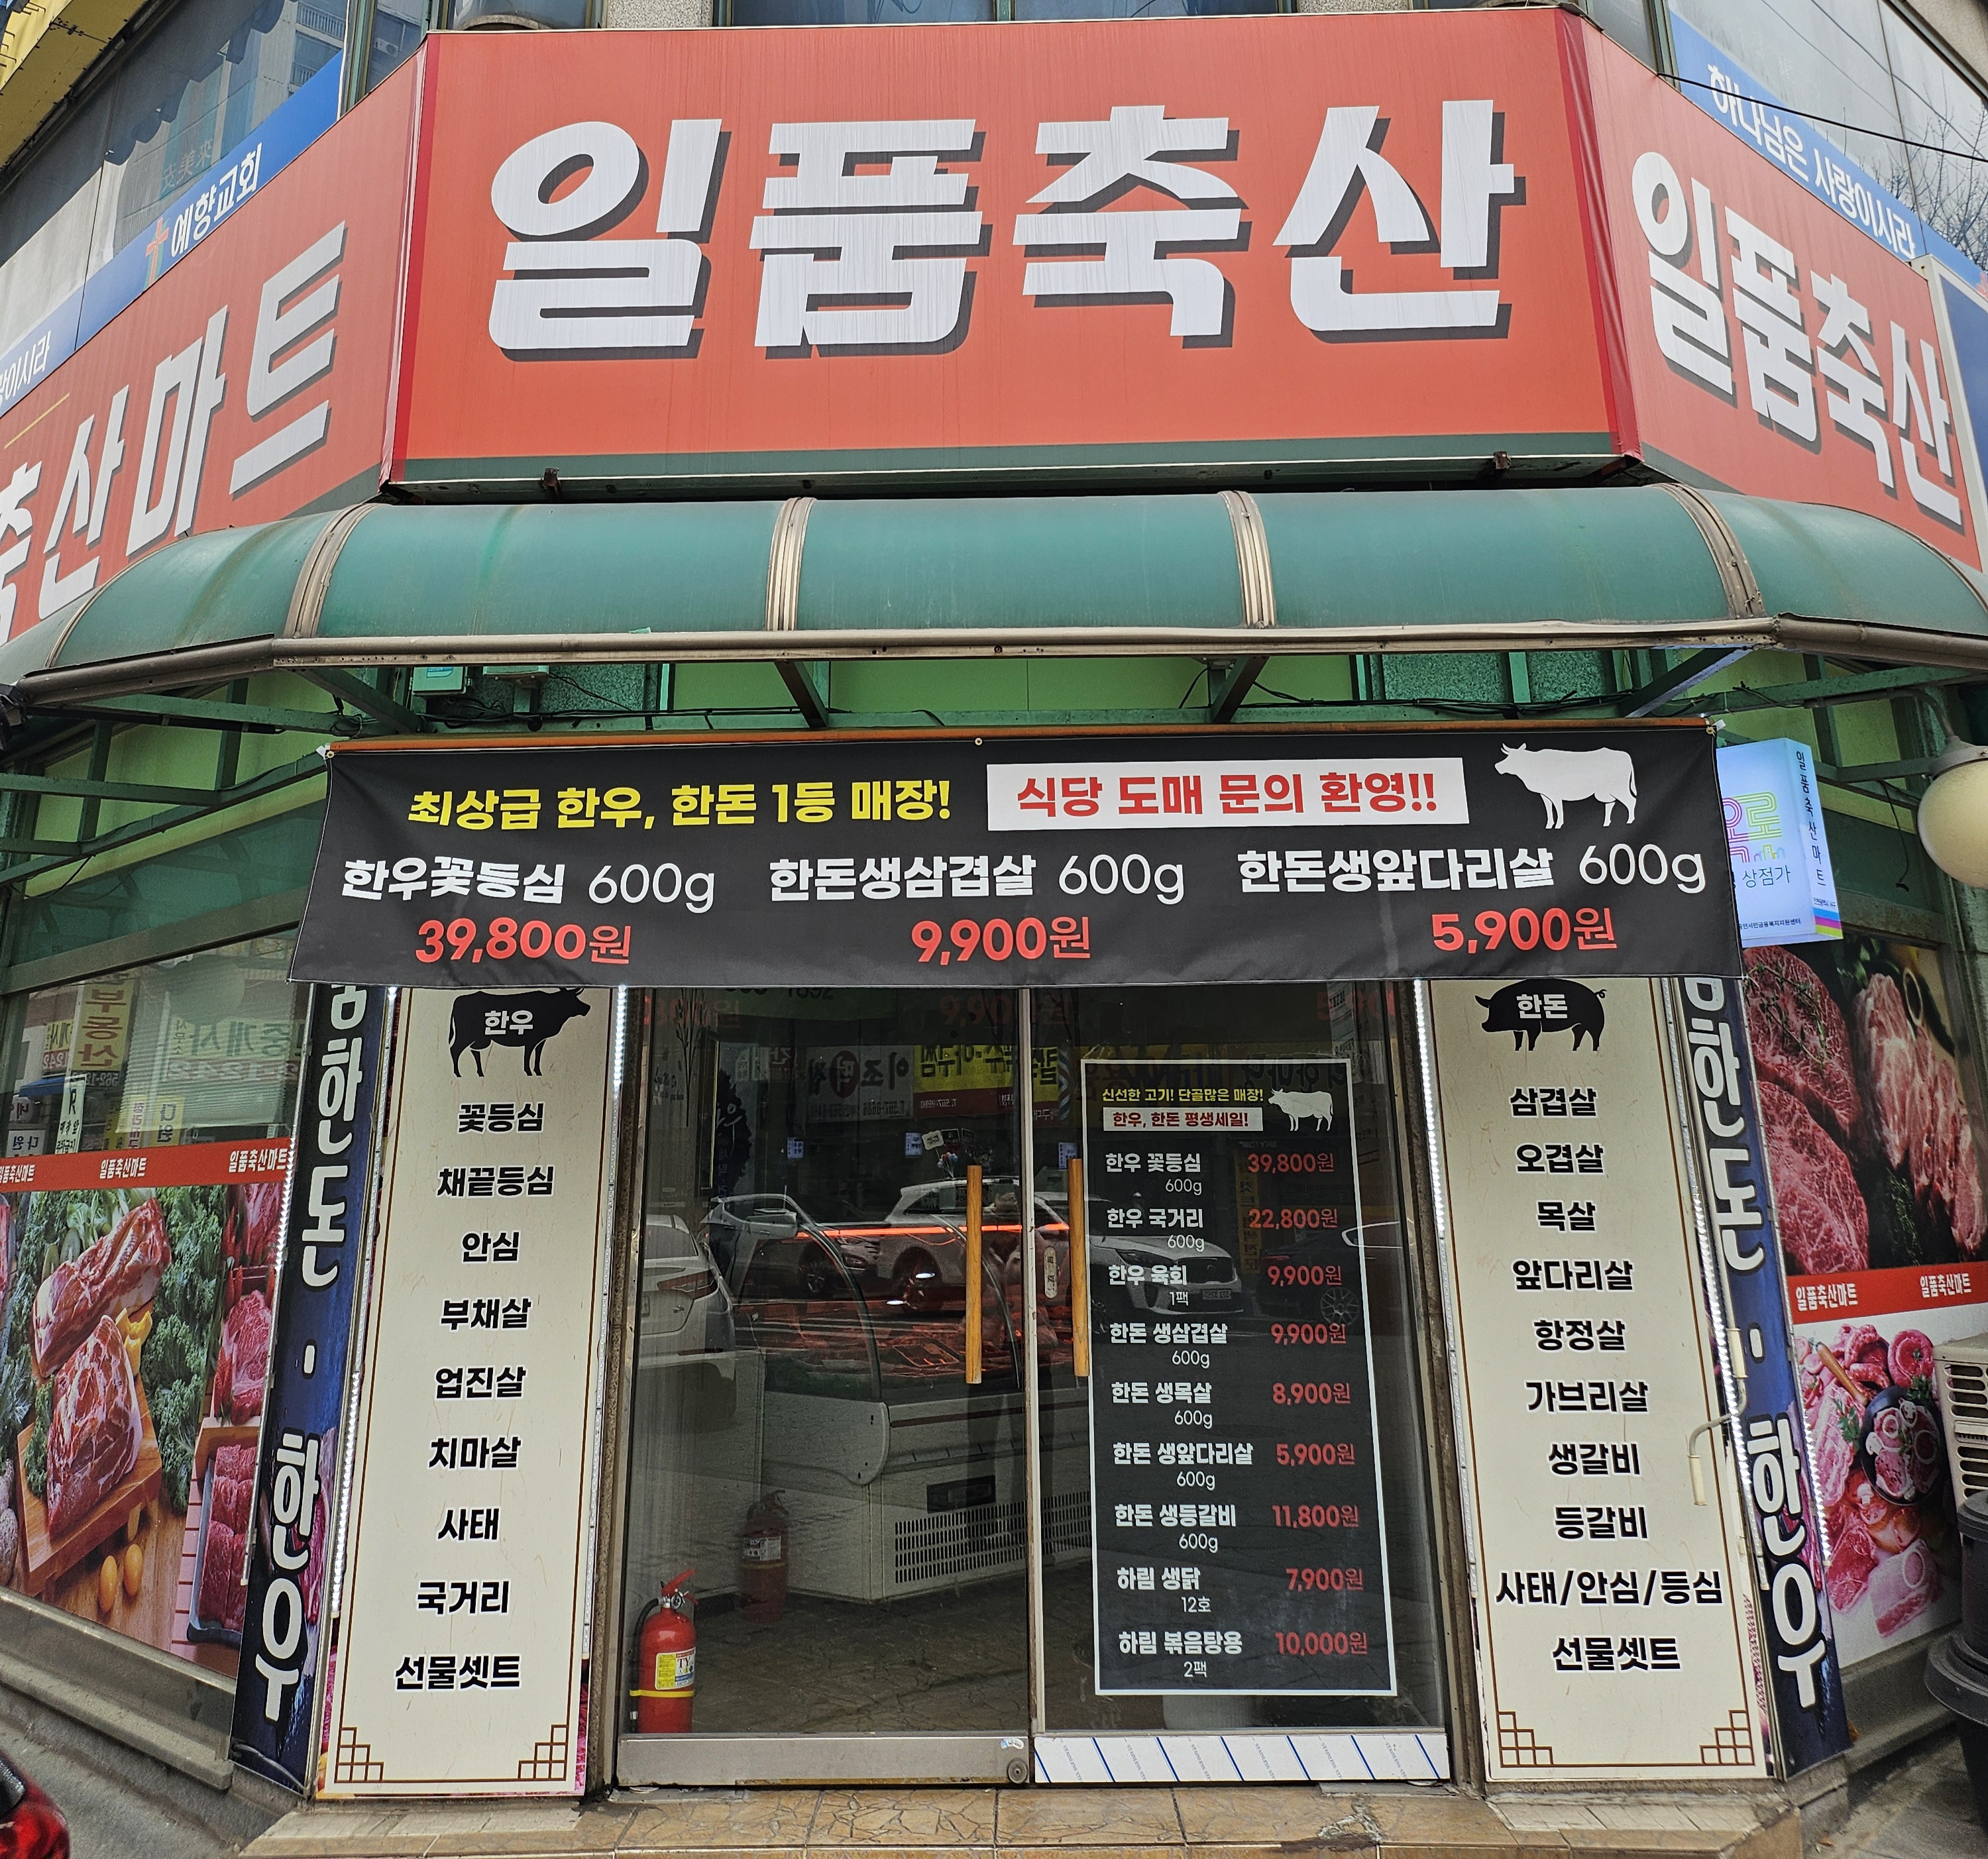 일품축산
예향교회
축산마트
일품축산
하나님은 사랑이시라
최상급 한우, 한돈 1등 매장!
식당 도매 문의 환영!!
한우꽃등심 600g
39,800원
한돈생삼겹살 600g
9,900원
한돈생앞다리살 600g
5,900원
일품축산마트
상점가
한우
꽃등심
채끝등심
안심
부채살
업진살
치마살
사태
국거리
선물셋트
신선한 고기! 단골많은 매장!
한우, 한돈 평생세일!
한우 꽃등심 39,800원
600g
한우 국거리 22,800원
600g
한우 육회 9,900원
1팩
한돈 생삼겹살 9,900원
600g
한돈 생목살 8,900원
600g
한돈 생앞다리살 5,900원
600g
한돈 생등갈비 11,800원
600g
하림 생닭 7,900원
12호
하림 볶음탕용 10,000원
2팩
한돈
삼겹살
오겹살
목살
앞다리살
항정살
가브리살
생갈비
등갈비
사태/안심/등심
선물셋트
한돈 · 한우
한돈 · 한우
일품축산마트
일품축산마트
일품축산마트
일품축산마트
일품축산마트